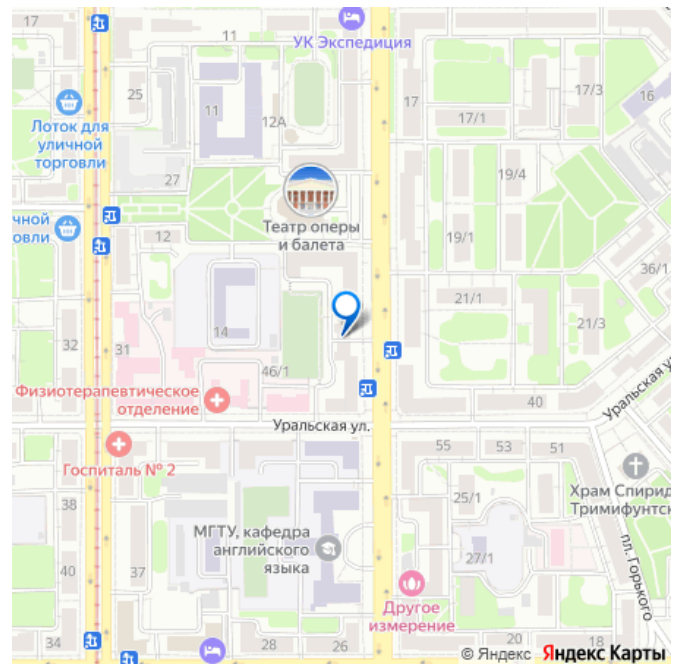 17
11
УК Экспедиция
25
11
12А
17
17/1
17/3
16
Лоток для
уличной
торговли
27
19/4
чной
овли
12
Театр оперы
и балета
19/1
36/1
21/1
21/3
32
31
14
46/1
Физиотерапевтическое
отделение
40
Уральская ул.
Уральская у
Госпиталь № 2
55
53
51
38
25/1
Храм Спирид
Тримифунтск
МГТУ, кафедра
английского
языка
27/1
пл. Горького
40
37
Другое
измерение
34
28
26
20
18
© Яндекс Яндекс Карты